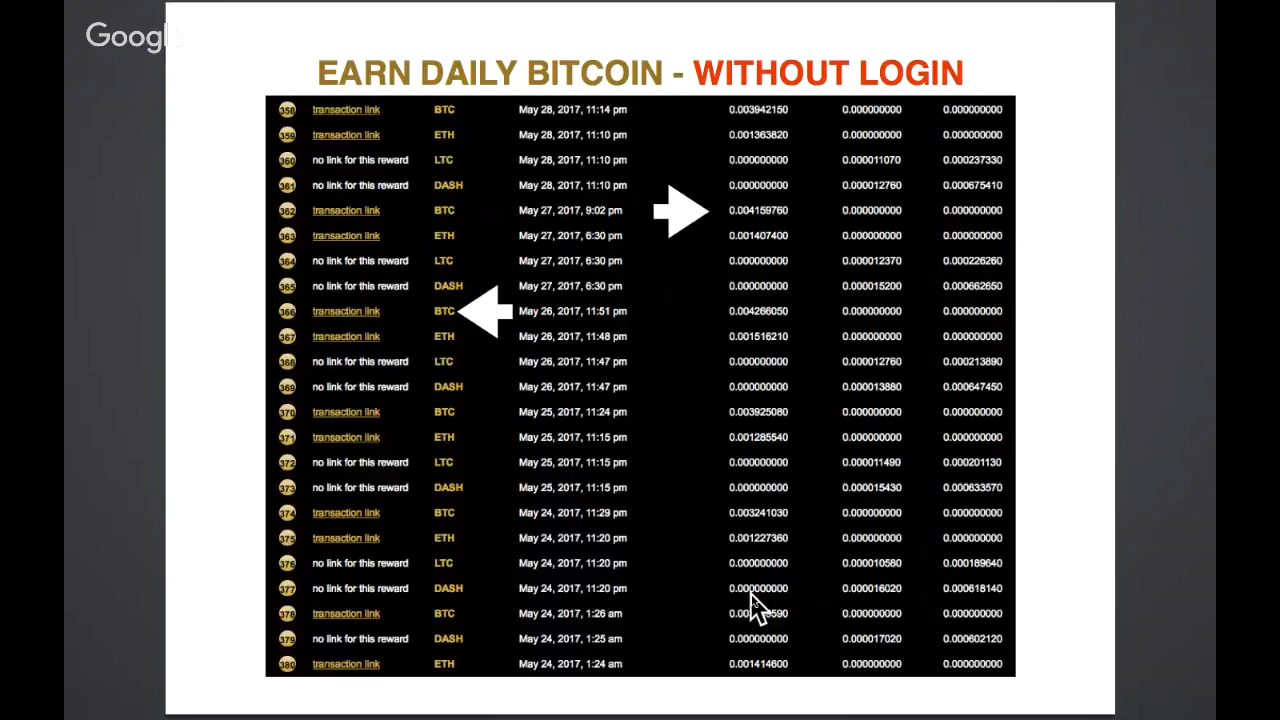 Google
EARN DAILY BITCOIN - WITHOUT LOGIN
358 transaction link BTC May 28, 2017, 11:14 pm 0.003942150 0.000000000 0.000000000
359 transaction link ETH May 28, 2017, 11:10 pm 0.001363820 0.000000000 0.000000000
360 no link for this reward LTC May 28, 2017, 11:10 pm 0.000000000 0.000011070 0.000237330
361 no link for this reward DASH May 28, 2017, 11:10 pm 0.000000000 0.000012760 0.000675410
362 transaction link BTC May 27, 2017, 9:02 pm 0.004159760 0.000000000 0.000000000
363 transaction link ETH May 27, 2017, 6:30 pm 0.001407400 0.000000000 0.000000000
364 no link for this reward LTC May 27, 2017, 6:30 pm 0.000000000 0.000012370 0.000226260
365 no link for this reward DASH May 27, 2017, 6:30 pm 0.000000000 0.000015200 0.000662650
366 transaction link BTC May 26, 2017, 11:51 pm 0.004266050 0.000000000 0.000000000
367 transaction link ETH May 26, 2017, 11:48 pm 0.001516210 0.000000000 0.000000000
368 no link for this reward LTC May 26, 2017, 11:47 pm 0.000000000 0.000012760 0.000213890
369 no link for this reward DASH May 26, 2017, 11:47 pm 0.000000000 0.000013880 0.000647450
370 transaction link BTC May 25, 2017, 11:24 pm 0.003925080 0.000000000 0.000000000
371 transaction link ETH May 25, 2017, 11:15 pm 0.001285540 0.000000000 0.000000000
372 no link for this reward LTC May 25, 2017, 11:15 pm 0.000000000 0.000011490 0.000201130
373 no link for this reward DASH May 25, 2017, 11:15 pm 0.000000000 0.000015430 0.000633570
374 transaction link BTC May 24, 2017, 11:29 pm 0.003241030 0.000000000 0.000000000
375 transaction link ETH May 24, 2017, 11:20 pm 0.001227360 0.000000000 0.000000000
376 no link for this reward LTC May 24, 2017, 11:20 pm 0.000000000 0.000010580 0.000189640
377 no link for this reward DASH May 24, 2017, 11:20 pm 0.000000000 0.000016020 0.000618140
378 transaction link BTC May 24, 2017, 1:26 am 0.000000000 0.000000000
379 no link for this reward DASH May 24, 2017, 1:25 am 0.000000000 0.000017020 0.000602120
380 transaction link ETH May 24, 2017, 1:24 am 0.001414600 0.000000000 0.000000000